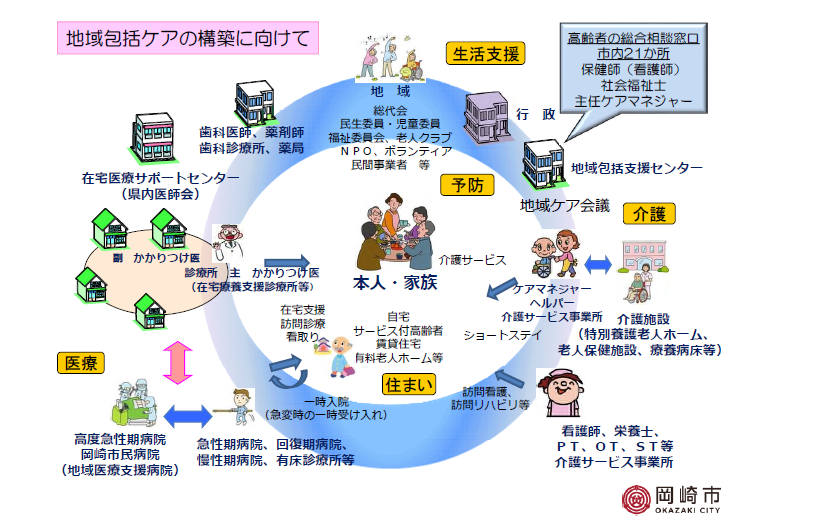 地域包括ケアの構築に向けて
生活支援
高齢者の総合相談窓口
市内21か所
保健師（看護師）
社会福祉士
主任ケアマネジャー
地　域
総代会
民生委員・児童委員
福祉委員会、老人クラブ
ＮＰＯ、ボランティア
民間事業者　等
行　政
歯科医師、薬剤師
歯科診療所、薬局
在宅医療サポートセンター
（県内医師会）
地域包括支援センター
予防
地域ケア会議
介護
副　かかりつけ医
診療所　主　かかりつけ医
（在宅療養支援診療所等）
本人・家族
介護サービス
ケアマネジャー
ヘルパー
介護サービス事業所
介護施設
（特別養護老人ホーム、
老人保健施設、療養病床等）
在宅支援
訪問診療
看取り
自宅
サービス付高齢者
賃貸住宅
有料老人ホーム等
ショートステイ
医療
住まい
一時入院
（急変時の一時受け入れ）
訪問看護、
訪問リハビリ等
高度急性期病院
岡崎市民病院
（地域医療支援病院）
急性期病院、回復期病院、
慢性期病院、有床診療所等
看護師、栄養士、
ＰＴ、ＯＴ、ＳＴ等
介護サービス事業所
岡崎市
OKAZAKI CITY